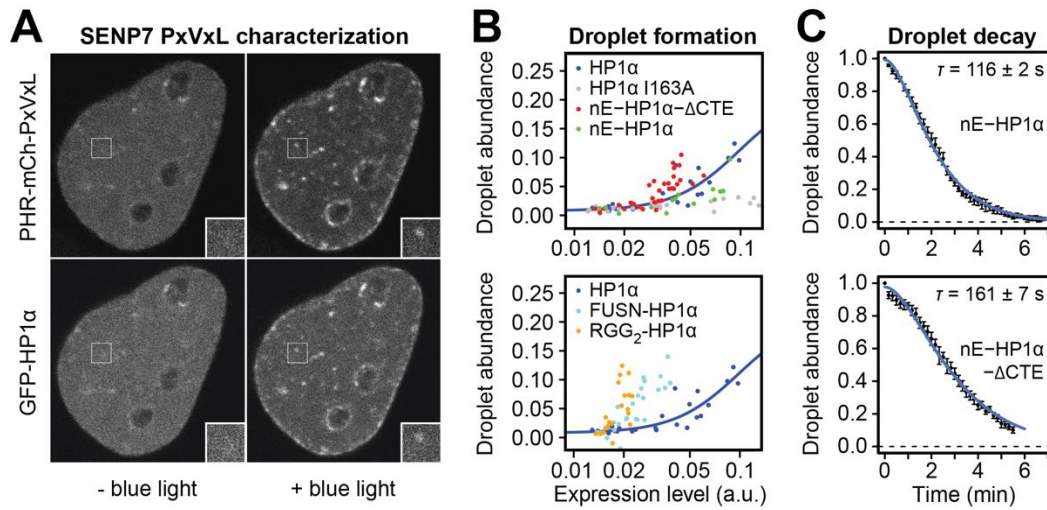 A
SENP7 PxVxL characterization
PHR-mCh-PxVxL
GFP-HP1α
- blue light
+ blue light
B
Droplet formation
Droplet abundance
0.25
0.20
0.15
0.10
0.05
0.00
HP1α
HP1α I163A
nE−HP1α−ΔCTE
nE−HP1α
0.01
0.02
0.05
0.1
Droplet abundance
0.25
0.20
0.15
0.10
0.05
0.00
HP1α
FUSN-HP1α
RGG₂-HP1α
0.01
0.02
0.05
0.1
Expression level (a.u.)
C
Droplet decay
Droplet abundance
1.0
0.8
0.6
0.4
0.2
0.0
τ = 116 ± 2 s
nE−HP1α
0
2
4
6
Droplet abundance
1.0
0.8
0.6
0.4
0.2
0.0
τ = 161 ± 7 s
nE−HP1α
−ΔCTE
0
2
4
6
Time (min)